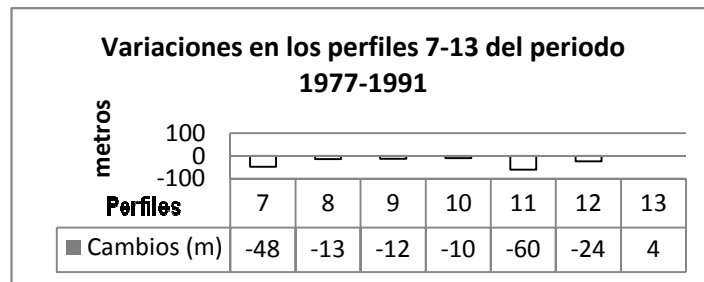 Variaciones en los perfiles 7-13 del periodo
1977-1991
metros
100
0
-100
Perfiles 7 8 9 10 11 12 13
Cambios (m) -48 -13 -12 -10 -60 -24 4